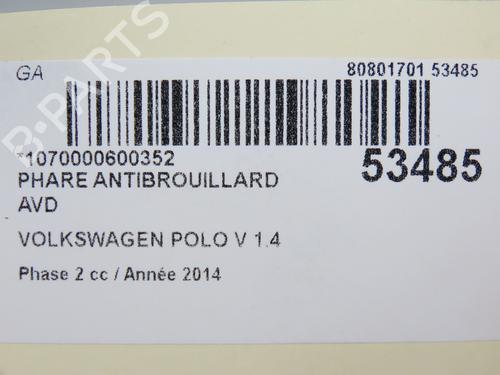 GA
80801701 53485
*1070000600352
53485
PHARE ANTIBROUILLARD
AVD
VOLKSWAGEN POLO V 1.4
Phase 2 cc / Année 2014
B-PARTS